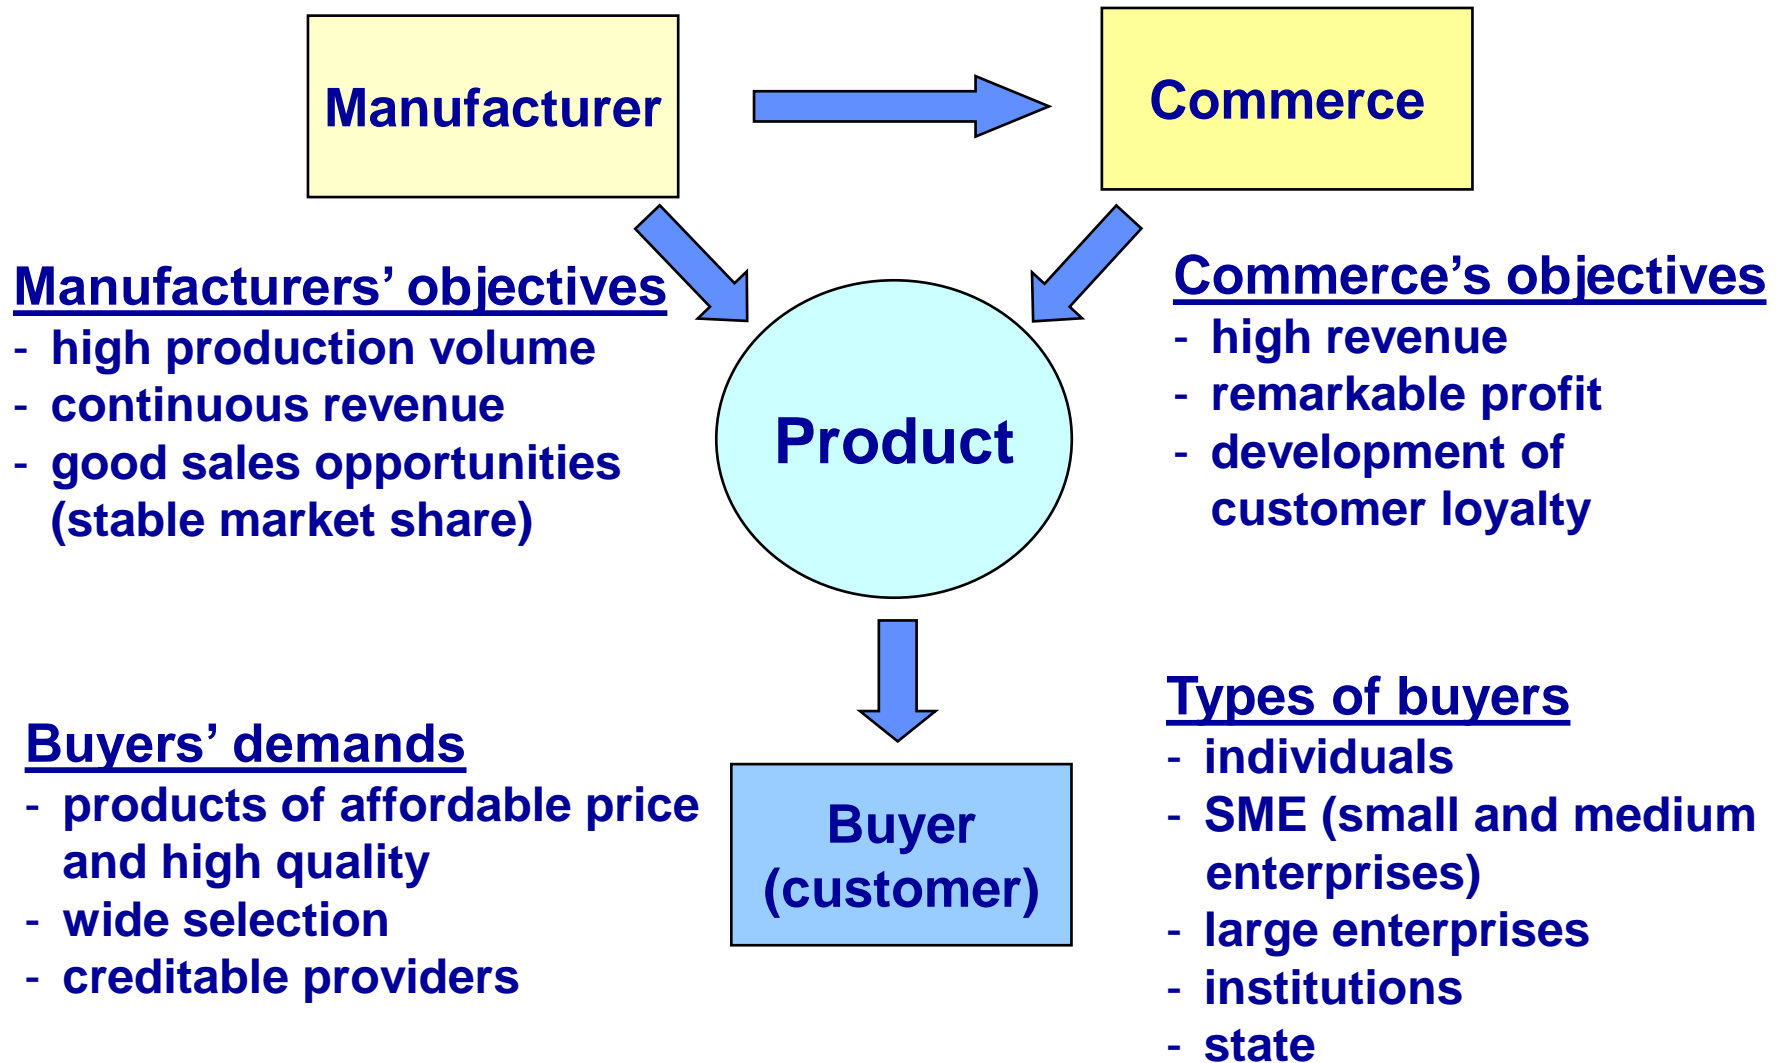 Manufacturer
Commerce
Manufacturers’ objectives
- high production volume
- continuous revenue
- good sales opportunities
(stable market share)
Commerce’s objectives
- high revenue
- remarkable profit
- development of
customer loyalty
Product
Buyers’ demands
- products of affordable price
and high quality
- wide selection
- creditable providers
Buyer
(customer)
Types of buyers
- individuals
- SME (small and medium
enterprises)
- large enterprises
- institutions
- state